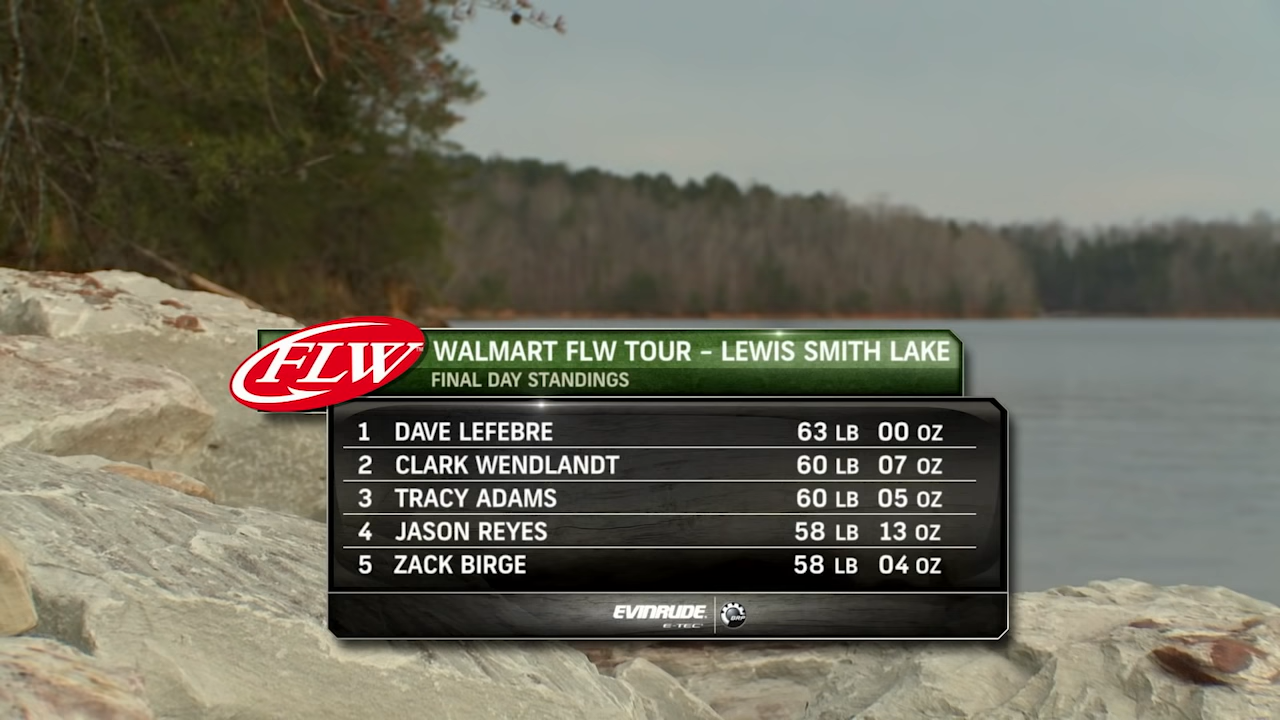 FLW
WALMART FLW TOUR - LEWIS SMITH LAKE
FINAL DAY STANDINGS
1 DAVE LEFEBRE 63 LB 00 OZ
2 CLARK WENDLANDT 60 LB 07 OZ
3 TRACY ADAMS 60 LB 05 OZ
4 JASON REYES 58 LB 13 OZ
5 ZACK BIRGE 58 LB 04 OZ
EVINRUDE
E-TEC
BRP